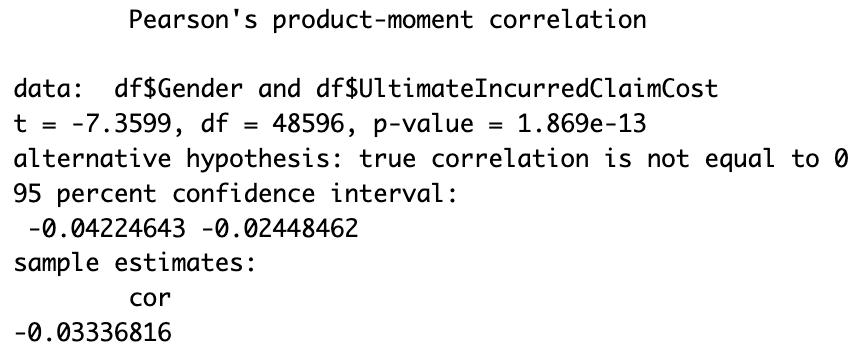 Pearson's product-moment correlation
data:  df$Gender and df$UltimateIncurredClaimCost
t = -7.3599, df = 48596, p-value = 1.869e-13
alternative hypothesis: true correlation is not equal to 0
95 percent confidence interval:
-0.04224643 -0.02448462
sample estimates:
cor
-0.03336816